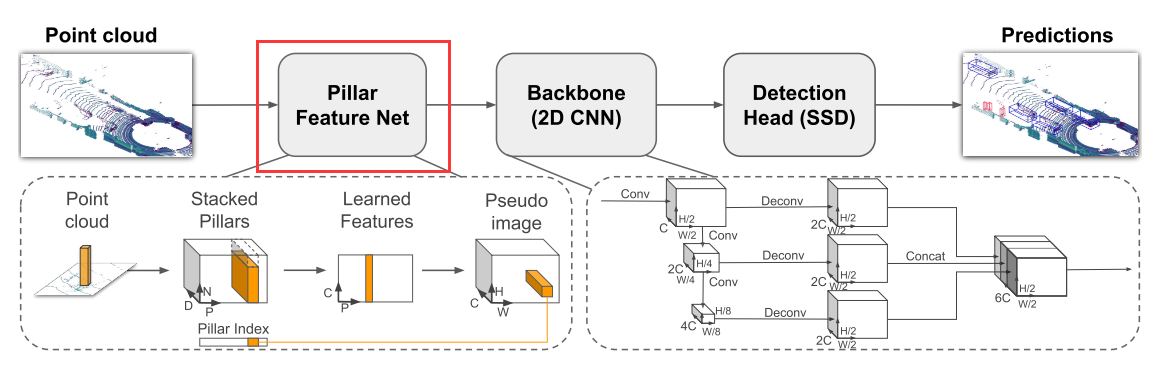 Point cloud
Predictions
Pillar
Feature Net
Backbone
(2D CNN)
Detection
Head (SSD)
Point
cloud
Stacked
Pillars
Learned
Features
Pseudo
image
D
N
P
C
P
C
H
W
Pillar Index
Conv
C
H/2
W/2
Conv
2C
H/4
W/4
Conv
4C
H/8
W/8
Deconv
2C
H/2
W/2
Deconv
2C
H/2
W/2
Deconv
2C
H/2
W/2
Concat
6C
H/2
W/2